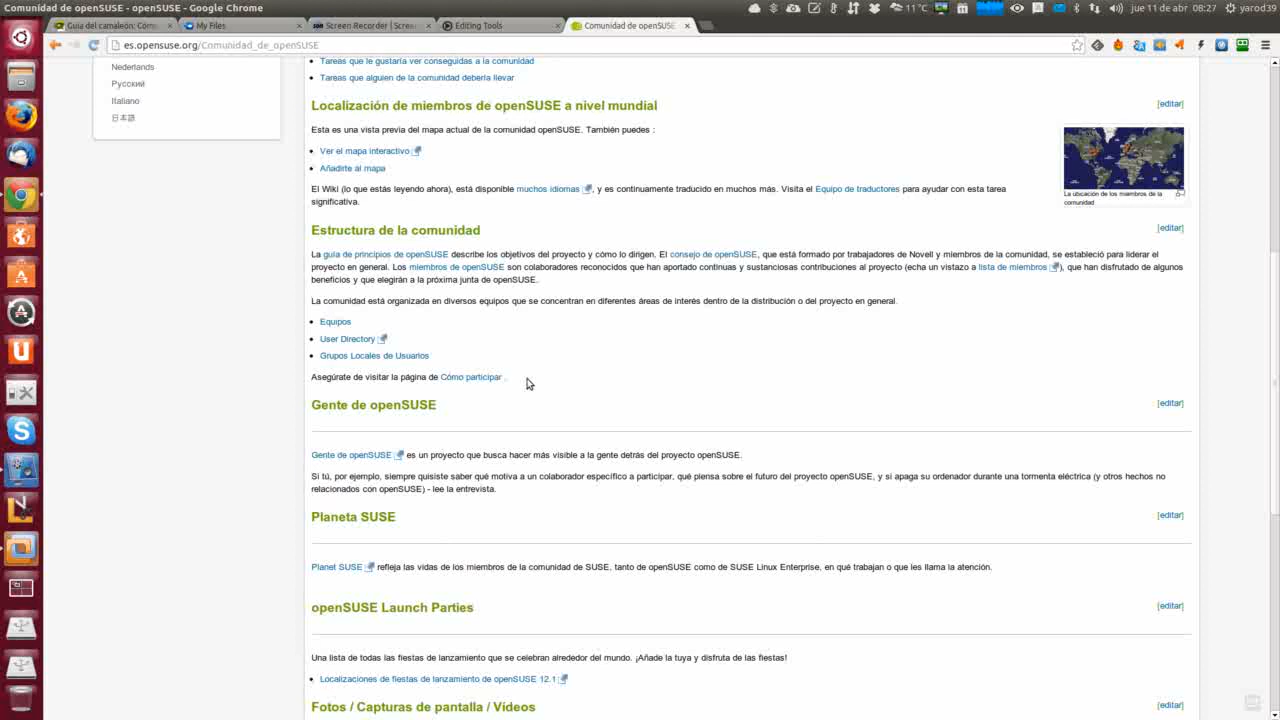 Comunidad de openSUSE - openSUSE - Google Chrome
11°C
11:24
jue11jul 08:27
yarod39
Guía del camaleón: Cóm
My Files
Screen Recorder | Scree
Editing Tools
Comunidad de openSUSE
es.opensuse.org/Comunidad_de_openSUSE
Nederlands
Русский
Italiano
日本語
Tareas que le gustaría ver conseguidas a la comunidad
Tareas que alguien de la comunidad debería llevar
Localización de miembros de openSUSE a nivel mundial
[editar]
Esta es una vista previa del mapa actual de la comunidad openSUSE. También puedes :
Ver el mapa interactivo
Añadirte al mapa
La ubicación de los miembros de la
comunidad
El Wiki (lo que estás leyendo ahora), está disponible muchos idiomas, y es continuamente traducido en muchos más. Visita el Equipo de traductores para ayudar con esta tarea
significativa.
Estructura de la comunidad
[editar]
La guía de principios de openSUSE describe los objetivos del proyecto y cómo lo dirigen. El consejo de openSUSE, que está formado por trabajadores de Novell y miembros de la comunidad, se estableció para liderar el
proyecto en general. Los miembros de openSUSE son colaboradores reconocidos que han aportado continuas y sustanciosas contribuciones al proyecto (echa un vistazo a lista de miembros), que han disfrutado de algunos
beneficios y que elegirán a la próxima junta de openSUSE.
La comunidad está organizada en diversos equipos que se concentran en diferentes áreas de interés dentro de la distribución o del proyecto en general.
Equipos
User Directory
Grupos Locales de Usuarios
Asegúrate de visitar la página de Cómo participar .
Gente de openSUSE
[editar]
Gente de openSUSE es un proyecto que busca hacer más visible a la gente detrás del proyecto openSUSE.
Si tú, por ejemplo, siempre quisiste saber qué motiva a un colaborador específico a participar, qué piensa sobre el futuro del proyecto openSUSE, y si apaga su ordenador durante una tormenta eléctrica (y otros hechos no
relacionados con openSUSE) - lee la entrevista.
Planeta SUSE
[editar]
Planet SUSE refleja las vidas de los miembros de la comunidad de SUSE, tanto de openSUSE como de SUSE Linux Enterprise, en qué trabajan o que les llama la atención.
openSUSE Launch Parties
[editar]
Una lista de todas las fiestas de lanzamiento que se celebran alrededor del mundo. ¡Añade la tuya y disfruta de las fiestas!
Localizaciones de fiestas de lanzamiento de openSUSE 12.1
Fotos / Capturas de pantalla / Vídeos
[editar]